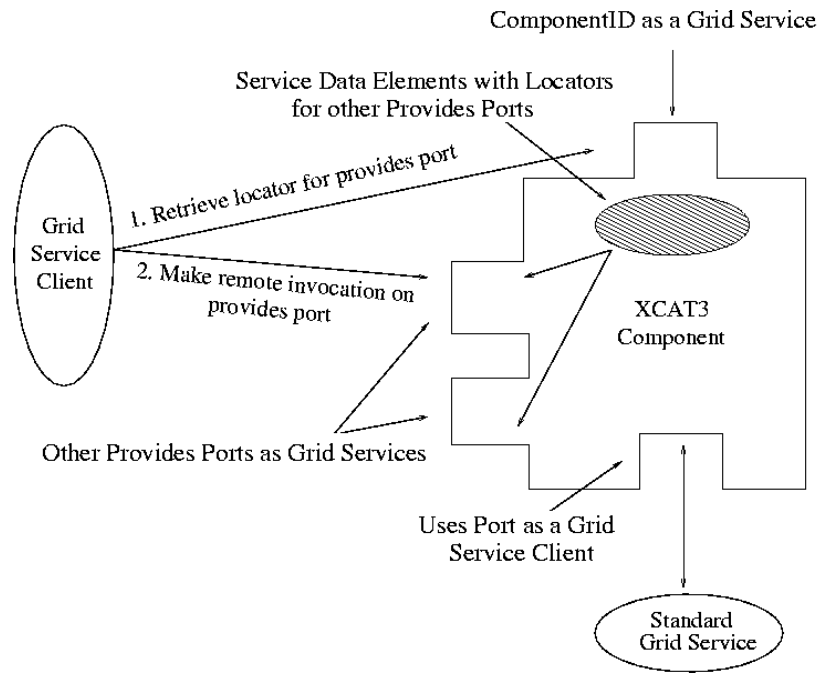 ComponentID as a Grid Service
Service Data Elements with Locators
for other Provides Ports
1. Retrieve locator for provides port
Grid
Service
Client
2. Make remote invocation on
provides port
XCAT3
Component
Other Provides Ports as Grid Services
Uses Port as a Grid
Service Client
Standard
Grid Service